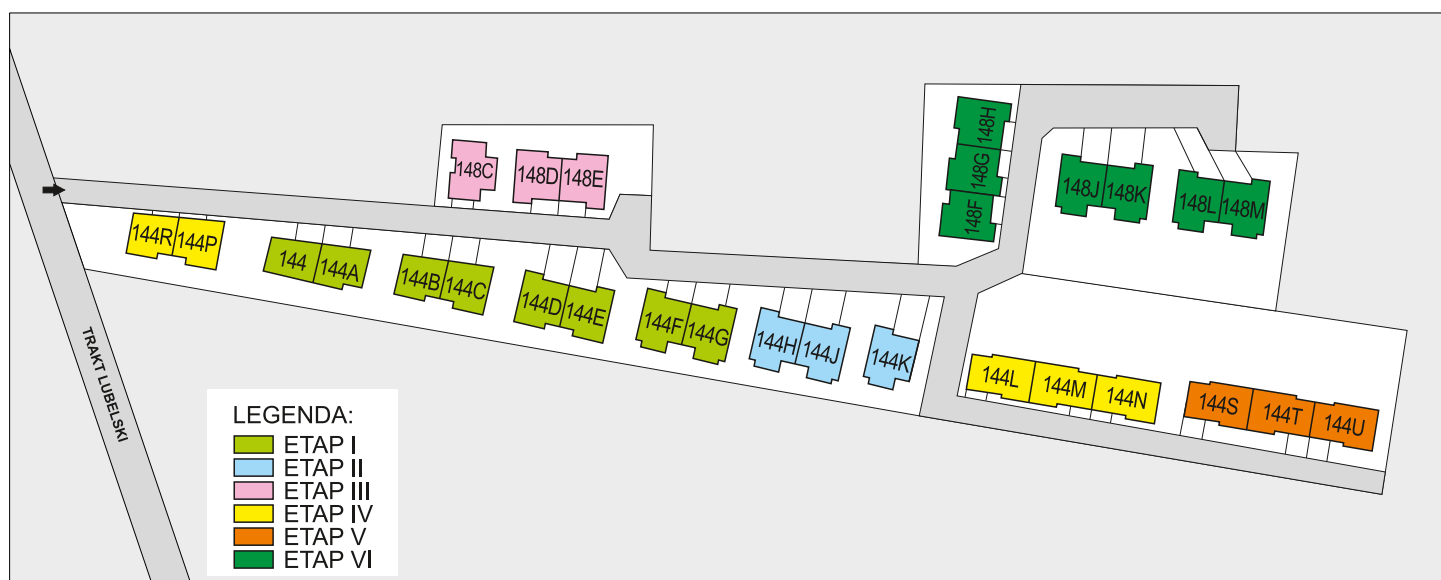 148H
148G
148F
148C
148D
148E
148J
148K
148L
148M
144R
144P
144
144A
144B
144C
144D
144E
144F
144G
144H
144J
144K
144L
144M
144N
144S
144T
144U
TRAKT LUBELSKI
LEGENDA:
ETAP I
ETAP II
ETAP III
ETAP IV
ETAP V
ETAP VI